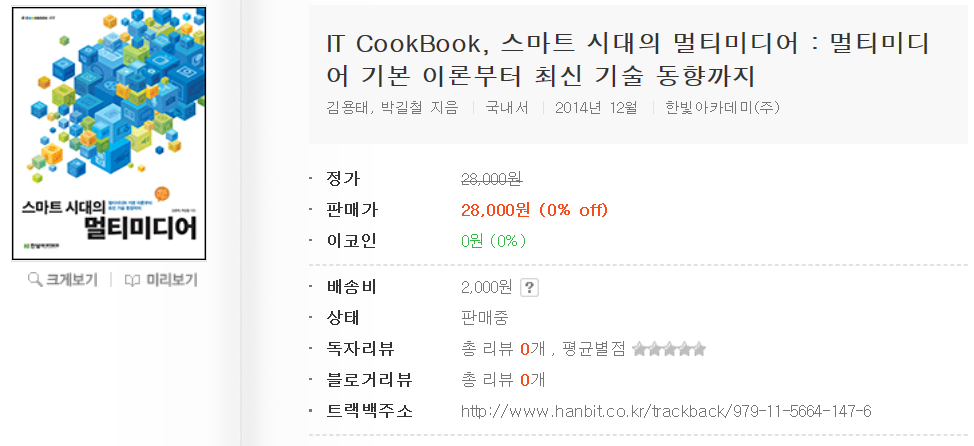 IT CookBook, 스마트 시대의 멀티미디어 : 멀티미디
어 기본 이론부터 최신 기술 동향까지
김용태, 박길철 지음 국내서 2014년 12월 한빛아카데미(주)
스마트 시대의
멀티미디어
한빛아카데미
크게보기 미리보기
정가 28,000원
판매가 28,000원 (0% off)
이코인 0원 (0%)
배송비 2,000원 ?
상태 판매중
독자리뷰 총 리뷰 0개 , 평균별점
블로거리뷰 총 리뷰 0개
트랙백주소 http://www.hanbit.co.kr/trackback/979-11-5664-147-6